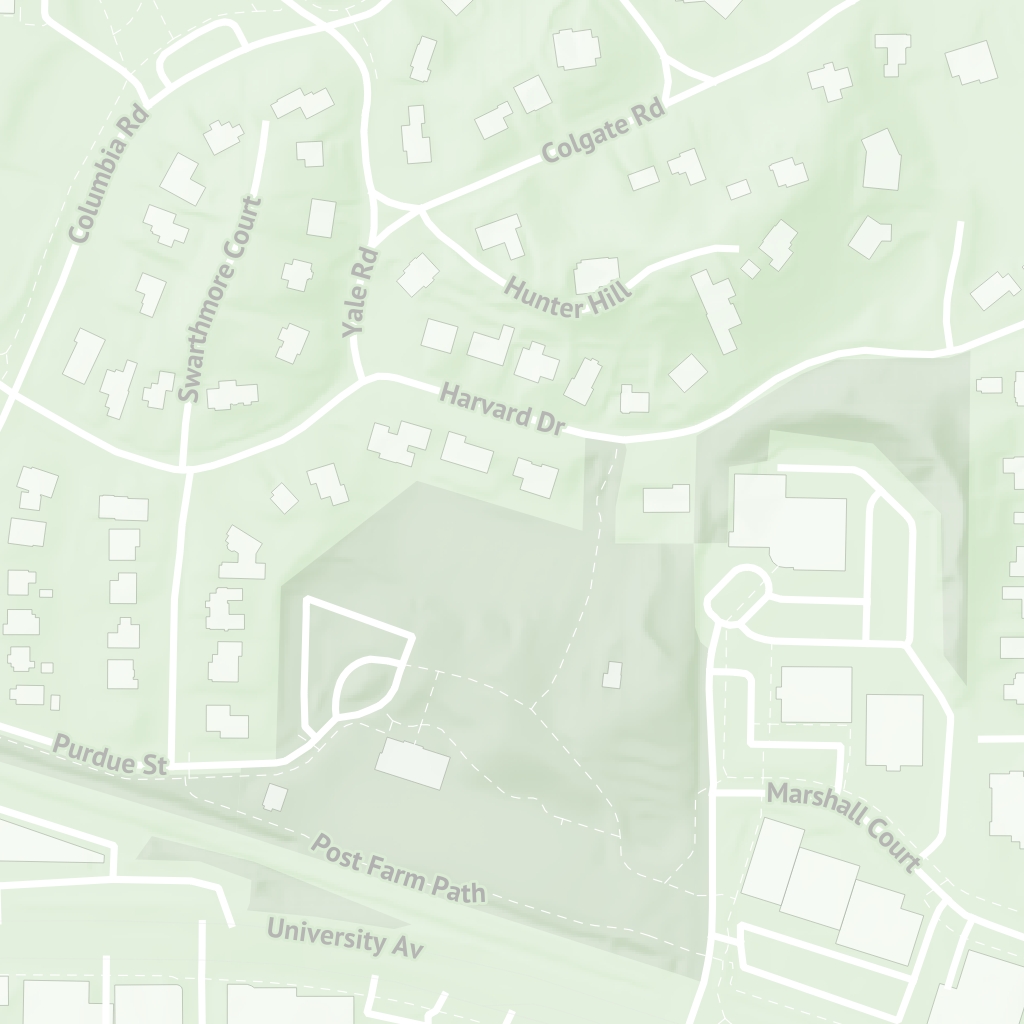 Columbia Rd
Colgate Rd
Swarthmore Court
Yale Rd
Hunter Hill
Harvard Dr
Purdue St
Marshall Court
Post Farm Path
University Av